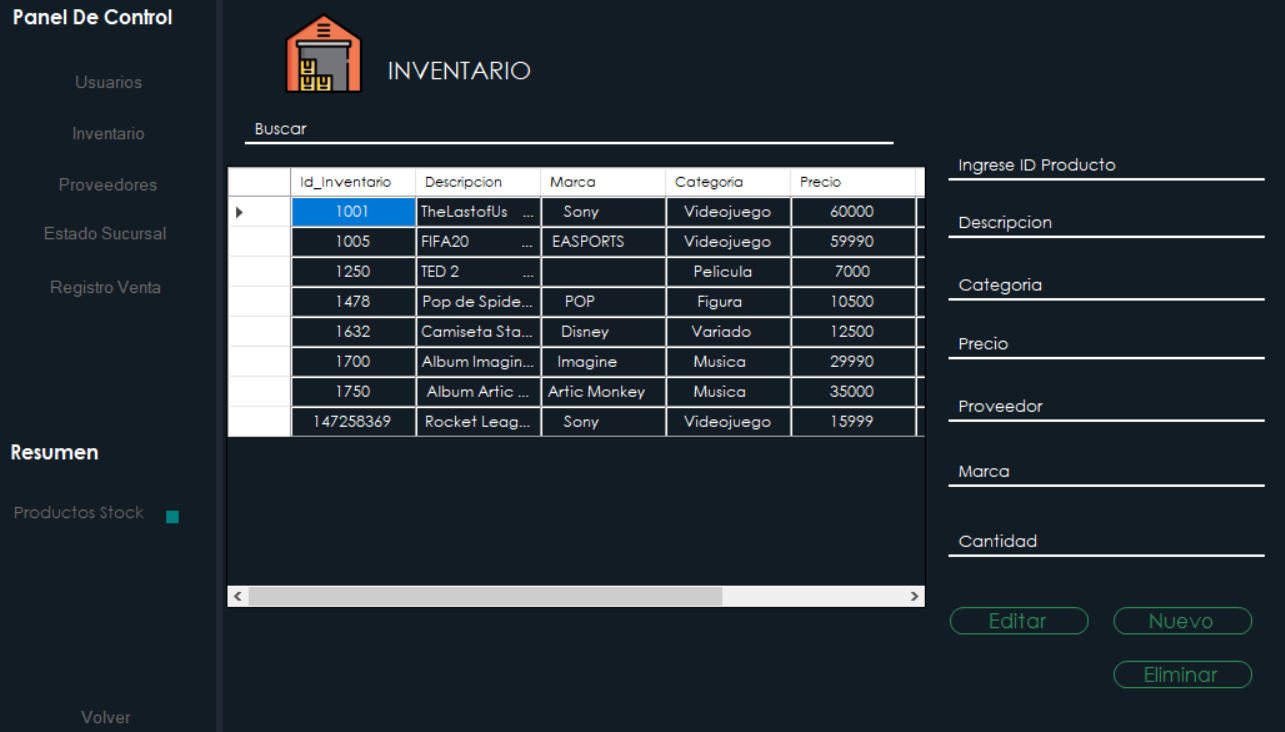 Panel De Control
Usuarios
Inventario
Proveedores
Estado Sucursal
Registro Venta
Resumen
Productos Stock
Volver
INVENTARIO
Buscar
Id_Inventario Descripcion Marca Categoria Precio
1001 TheLastofUs ... Sony Videojuego 60000
1005 FIFA20 ... EASPORTS Videojuego 59990
1250 TED 2 ... Pelicula 7000
1478 Pop de Spide... POP Figura 10500
1632 Camiseta Sta... Disney Variado 12500
1700 Album Imagin... Imagine Musica 29990
1750 Album Artic ... Artic Monkey Musica 35000
147258369 Rocket Leag... Sony Videojuego 15999
Ingrese ID Producto
Descripcion
Categoria
Precio
Proveedor
Marca
Cantidad
Editar Nuevo
Eliminar